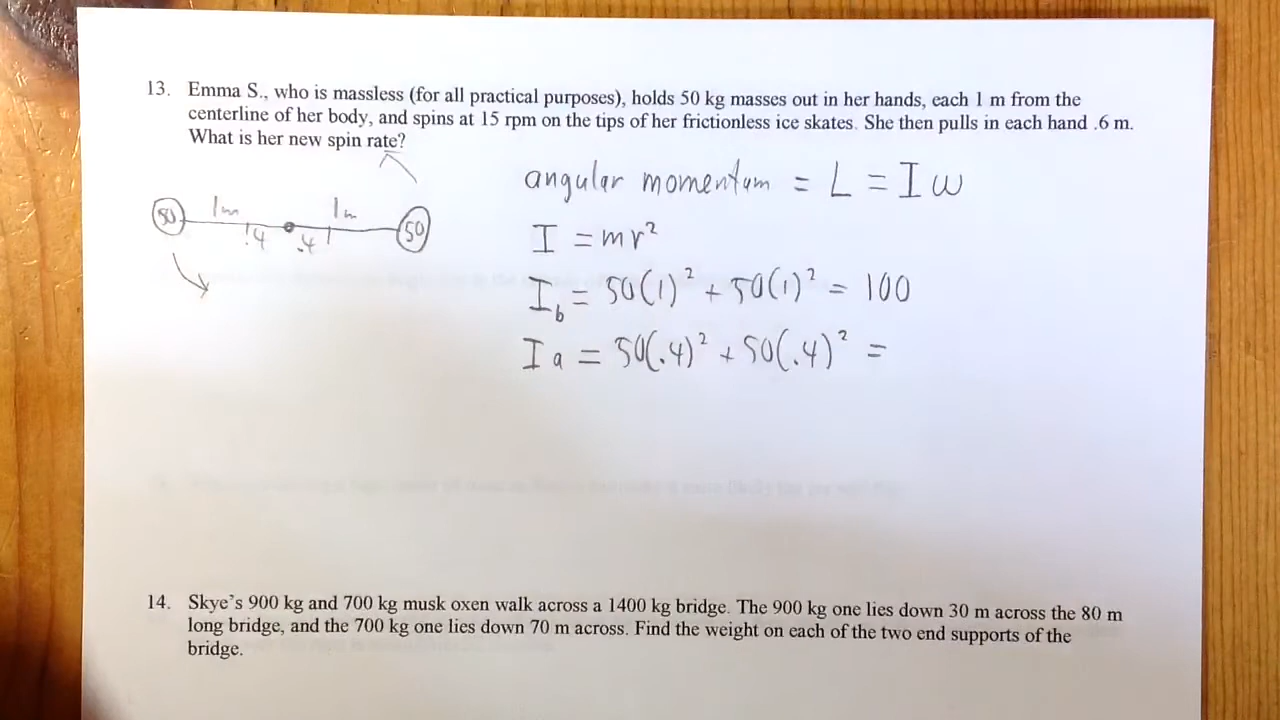 13. Emma S., who is massless (for all practical purposes), holds 50 kg masses out in her hands, each 1 m from the
centerline of her body, and spins at 15 rpm on the tips of her frictionless ice skates. She then pulls in each hand .6 m.
What is her new spin rate?
angular momentum = L = I ω
50 1m 1m 50
.4 .4
I = mr²
I_b = 50(1)² + 50(1)² = 100
I a = 50(.4)² + 50(.4)² =
14. Skye's 900 kg and 700 kg musk oxen walk across a 1400 kg bridge. The 900 kg one lies down 30 m across the 80 m
long bridge, and the 700 kg one lies down 70 m across. Find the weight on each of the two end supports of the
bridge.